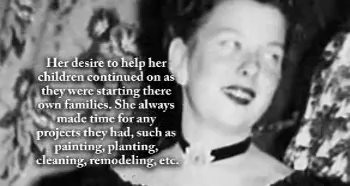 Her desire to help her
children continued on as
they were starting there
own families. She always
made time for any
projects they had, such as
painting, planting,
cleaning, remodeling, etc.